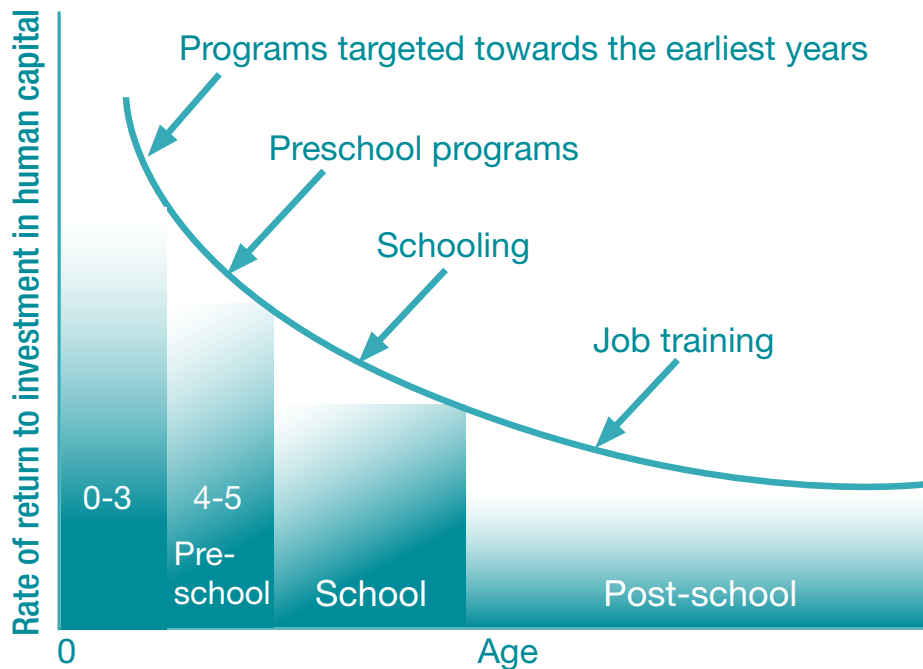 Rate of return to investment in human capital
Programs targeted towards the earliest years
Preschool programs
Schooling
Job training
0-3
4-5
Pre-
school
School
Post-school
0
Age